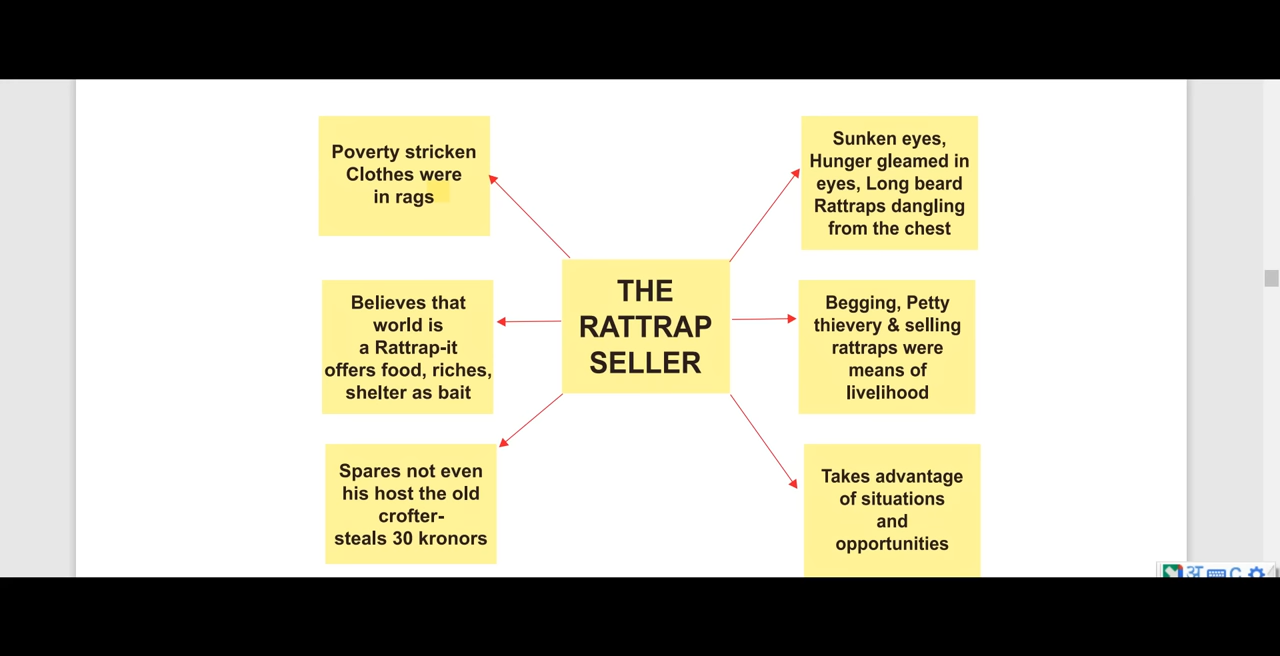 Poverty stricken
Clothes were
in rags
Sunken eyes,
Hunger gleamed in
eyes, Long beard
Rattraps dangling
from the chest
THE
RATTRAP
SELLER
Believes that
world is
a Rattrap-it
offers food, riches,
shelter as bait
Begging, Petty
thievery & selling
rattraps were
means of
livelihood
Spares not even
his host the old
crofter-
steals 30 kronors
Takes advantage
of situations
and
opportunities
अ